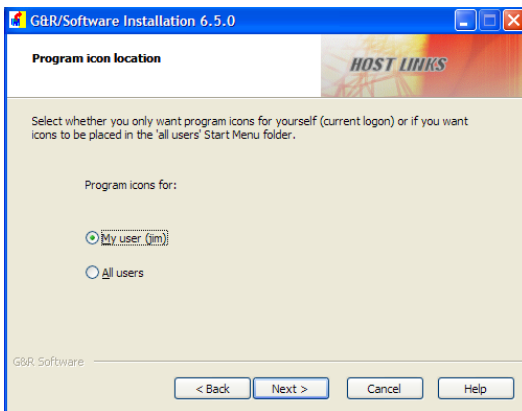 G&R/Software Installation 6.5.0
Program icon location
HOST LINKS
Select whether you only want program icons for yourself (current logon) or if you want
icons to be placed in the 'all users' Start Menu folder.
Program icons for:
My user (jim)
All users
G&R Software
< Back Next > Cancel Help